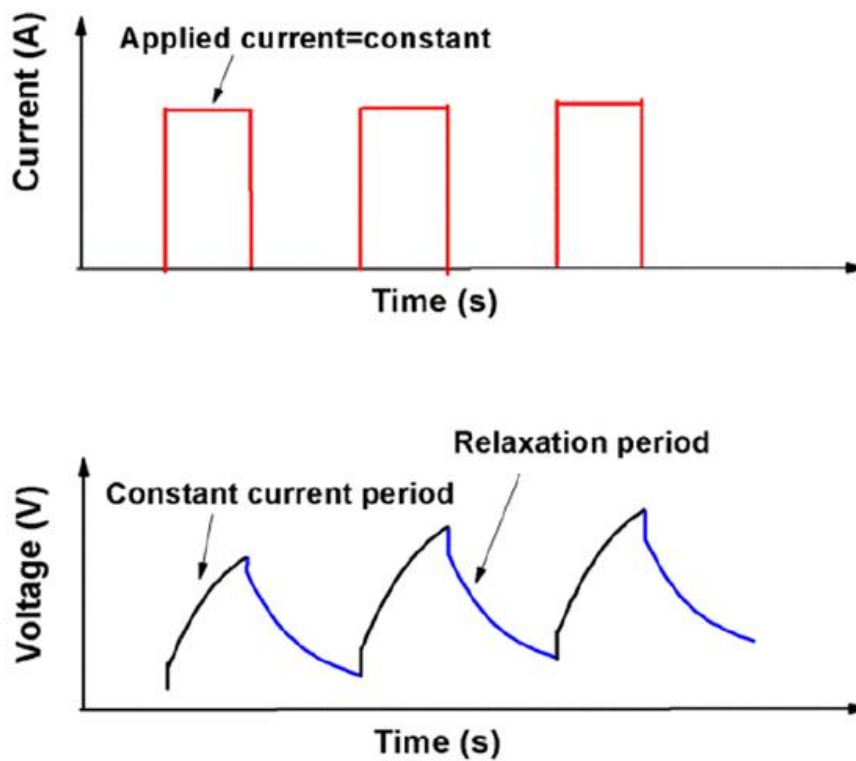 Applied current=constant
Current (A)
Time (s)
Relaxation period
Constant current period
Voltage (V)
Time (s)